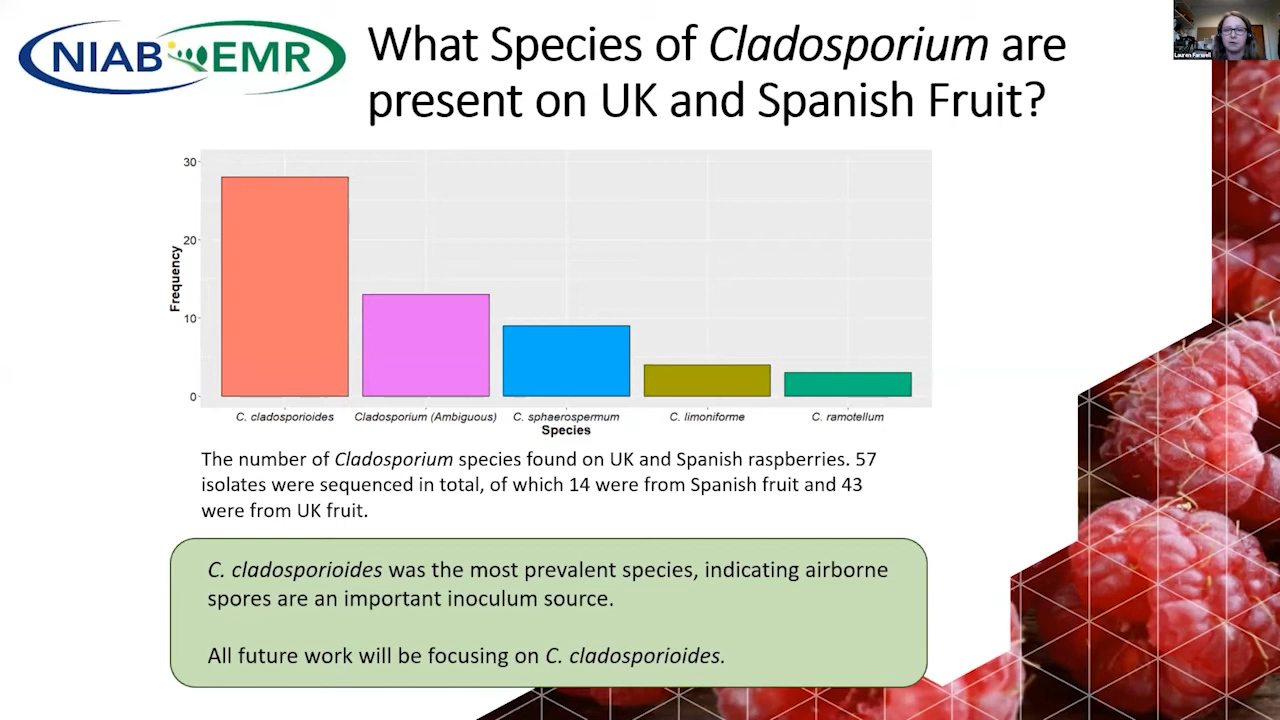 NIAB EMR
What Species of Cladosporium are
present on UK and Spanish Fruit?
Lauren Farwell
30
20
10
0
Frequency
C. cladosporioides
Cladosporium (Ambiguous)
C. sphaerospermum
C. limoniforme
C. ramotellum
Species
The number of Cladosporium species found on UK and Spanish raspberries. 57
isolates were sequenced in total, of which 14 were from Spanish fruit and 43
were from UK fruit.
C. cladosporioides was the most prevalent species, indicating airborne
spores are an important inoculum source.
All future work will be focusing on C. cladosporioides.